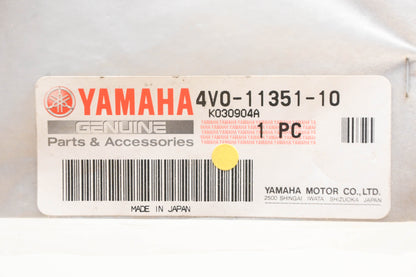 YAMAHA 4V0-11351-10
K030904A
GENUINE
Parts & Accessories
1 PC
YAMAHA MOTOR CO., LTD.
2500 SHINGAI IWATA SHIZUOKA JAPAN
MADE IN JAPAN